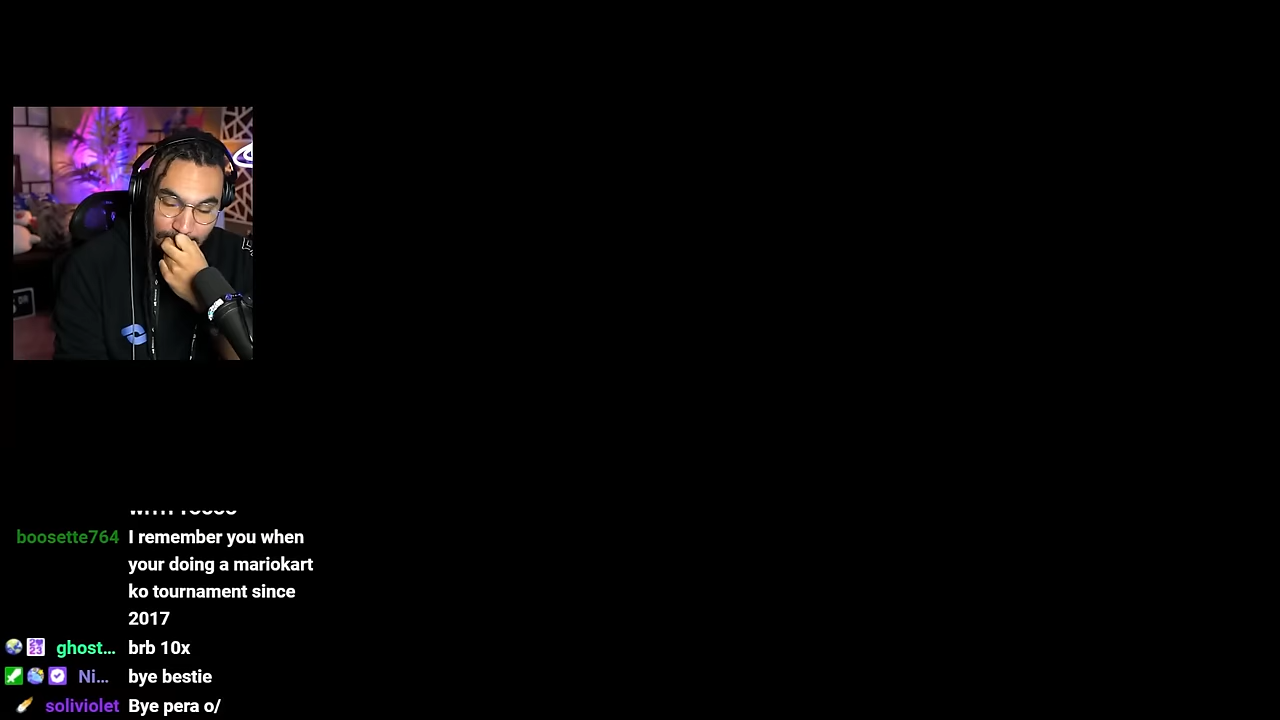 boosette764 I remember you when
your doing a mariokart
ko tournament since
2017
ghost... brb 10x
Ni... bye bestie
soliviolet Bye pera o/